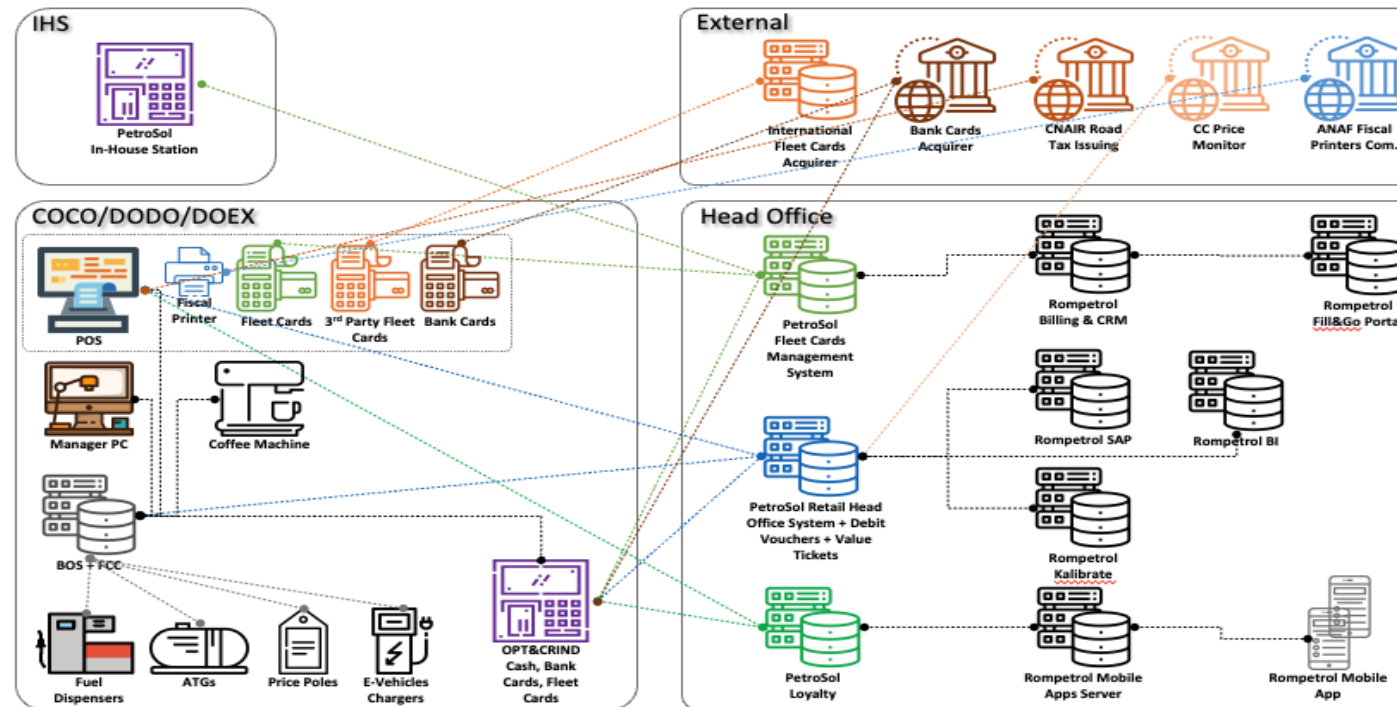 IHS
PetroSol
In-House Station
External
International
Fleet Cards
Acquirer
Bank Cards
Acquirer
CNAIR Road
Tax Issuing
CC Price
Monitor
ANAF Fiscal
Printers Com.
COCO/DODO/DOEX
POS
Fiscal
Printer
Fleet Cards
3rd Party Fleet
Cards
Bank Cards
Manager PC
Coffee Machine
BOS + FCC
Fuel
Dispensers
ATGs
Price Poles
E-Vehicles
Chargers
OPT&CRIND
Cash, Bank
Cards, Fleet
Cards
Head Office
PetroSol
Fleet Cards
Management
System
Rompetrol
Billing & CRM
Rompetrol
Fill&Go Porta
Rompetrol SAP
Rompetrol BI
PetroSol Retail Head
Office System + Debit
Vouchers + Value
Tickets
Rompetrol
Kalibrate
PetroSol
Loyalty
Rompetrol Mobile
Apps Server
Rompetrol Mobile
App